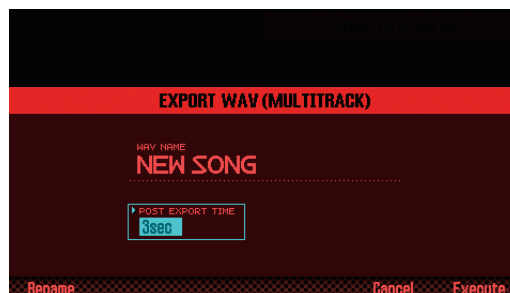 EXPORT WAV (MULTITRACK)
WAV NAME
NEW SONG
POST EXPORT TIME
3sec
Rename Cancel Execute